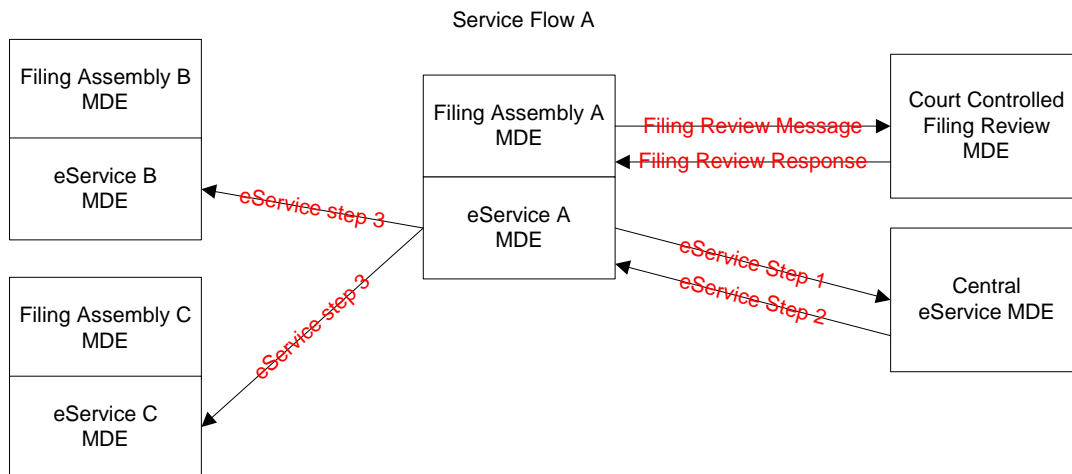 Service Flow A
Filing Assembly B
MDE
eService B
MDE
Filing Assembly C
MDE
eService C
MDE
eService step 3
eService step 3
Filing Assembly A
MDE
eService A
MDE
Filing Review Message
Filing Review Response
eService Step 1
eService Step 2
Court Controlled
Filing Review
MDE
Central
eService MDE